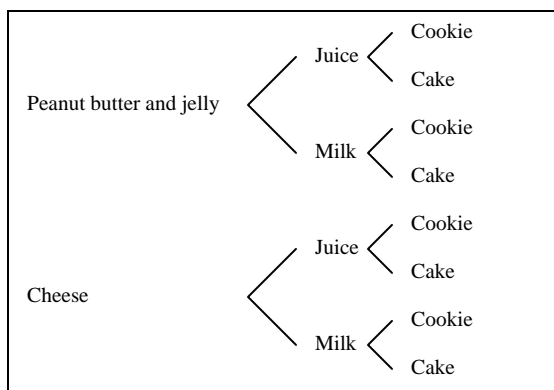 Cookie
Juice
Cake
Peanut butter and jelly
Cookie
Milk
Cake
Cookie
Juice
Cake
Cheese
Cookie
Milk
Cake